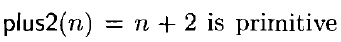 plus2(n) = n + 2 is primitive